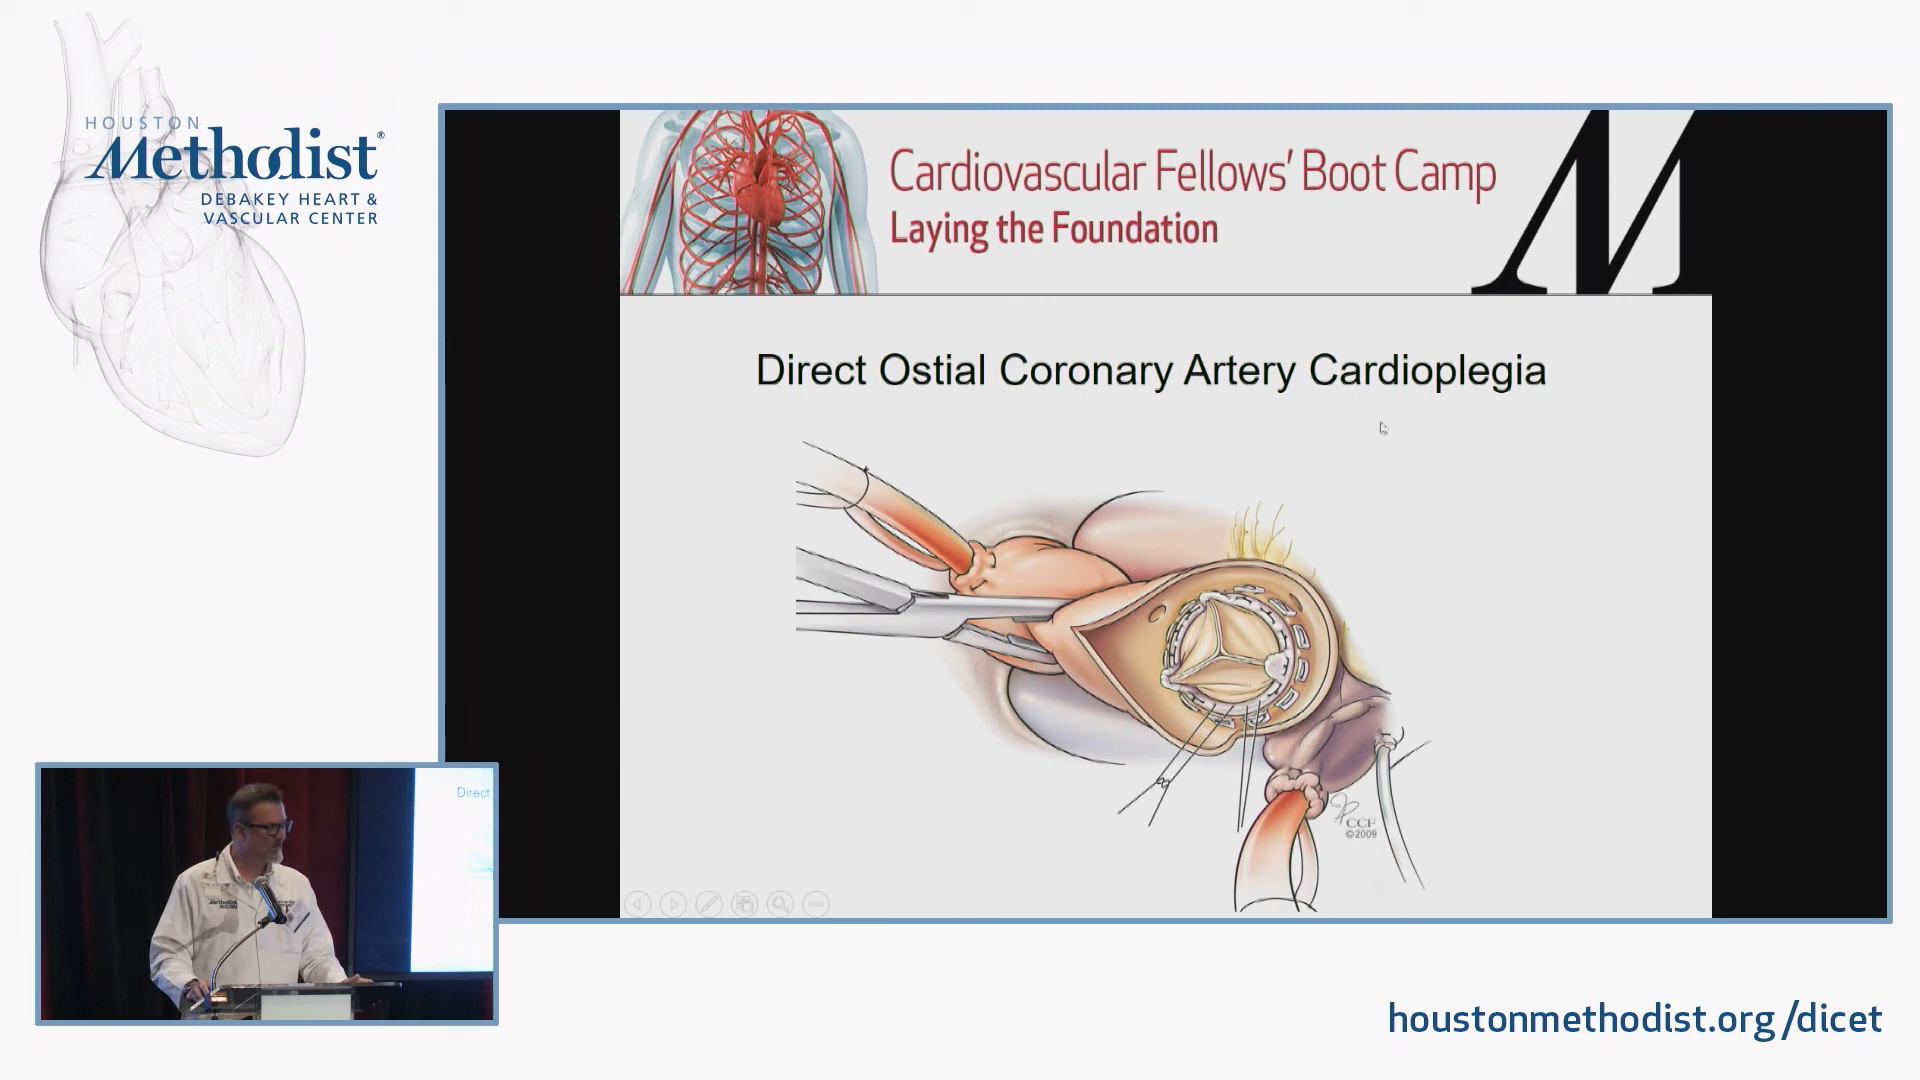 HOUSTON
Methodist®
DEBAKEY HEART &
VASCULAR CENTER
Cardiovascular Fellows' Boot Camp
Laying the Foundation
M
Direct Ostial Coronary Artery Cardioplegia
CCF
©2009
Direct
Methodist
houstonmethodist.org/dicet